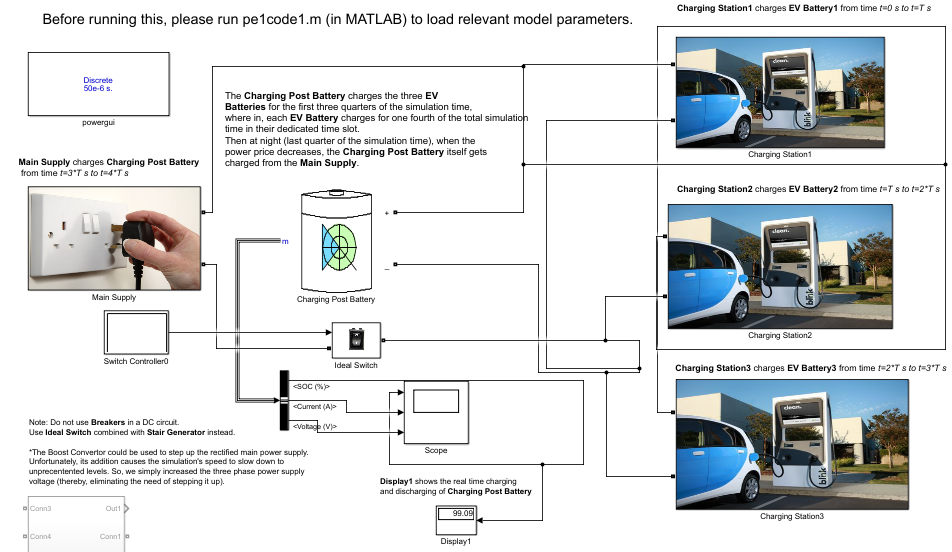 Before running this, please run pe1code1.m (in MATLAB) to load relevant model parameters.
Charging Station1 charges EV Battery1 from time t=0 s to t=T s
Discrete
50e-6 s.
powergui
The Charging Post Battery charges the three EV
Batteries for the first three quarters of the simulation time,
where in, each EV Battery charges for one fourth of the total simulation
time in their dedicated time slot.
Then at night (last quarter of the simulation time), when the
power price decreases, the Charging Post Battery itself gets
charged from the Main Supply.
clean.
blink
Charging Station1
Main Supply charges Charging Post Battery
from time t=3*T s to t=4*T s
Main Supply
+
_
m
Charging Post Battery
Charging Station2 charges EV Battery2 from time t=T s to t=2*T s
clean.
blink
Charging Station2
Switch Controller0
Ideal Switch
Charging Station3 charges EV Battery3 from time t=2*T s to t=3*T s
clean.
blink
Charging Station3
<SOC (%)>
<Current (A)>
<Voltage (V)>
Scope
Note: Do not use Breakers in a DC circuit.
Use Ideal Switch combined with Stair Generator instead.
*The Boost Convertor could be used to step up the rectified main power supply.
Unfortunately, its addition causes the simulation's speed to slow down to
unprecentented levels. So, we simply increased the three phase power supply
voltage (thereby, eliminating the need of stepping it up).
Display1 shows the real time charging
and discharging of Charging Post Battery
99.09
Display1
Conn3
Out1
Conn4
Conn1